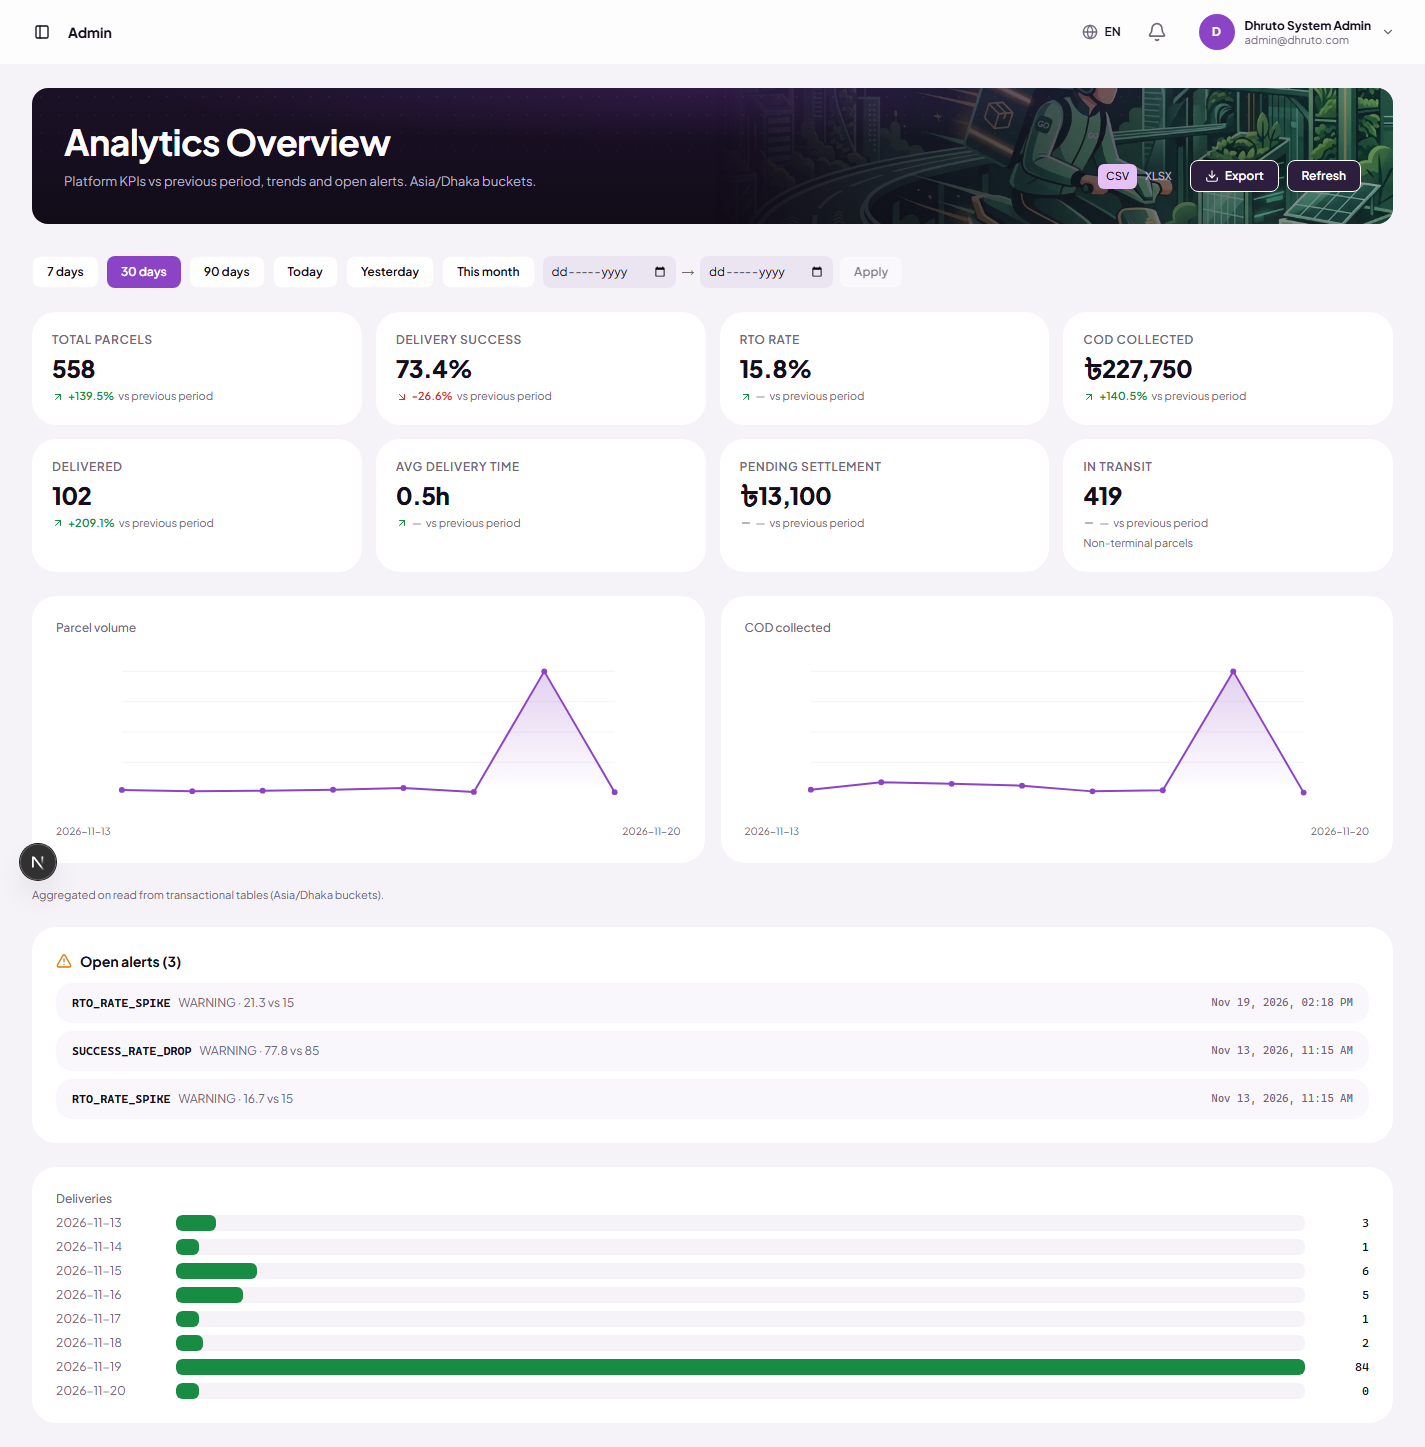 Admin
EN
D
Dhruto System Admin
admin@dhruto.com
Analytics Overview
Platform KPIs vs previous period, trends and open alerts. Asia/Dhaka buckets.
GO
CSV XLSX Export Refresh
7 days 30 days 90 days Today Yesterday This month dd-----yyyy → dd-----yyyy Apply
TOTAL PARCELS
558
+139.5% vs previous period
DELIVERY SUCCESS
73.4%
-26.6% vs previous period
RTO RATE
15.8%
— vs previous period
COD COLLECTED
৳227,750
+140.5% vs previous period
DELIVERED
102
+209.1% vs previous period
AVG DELIVERY TIME
0.5h
— vs previous period
PENDING SETTLEMENT
৳13,100
— vs previous period
IN TRANSIT
419
— vs previous period
Non-terminal parcels
Parcel volume
2026-11-13 2026-11-20
COD collected
2026-11-13 2026-11-20
N
Aggregated on read from transactional tables (Asia/Dhaka buckets).
Open alerts (3)
RTO_RATE_SPIKE WARNING · 21.3 vs 15 Nov 19, 2026, 02:18 PM
SUCCESS_RATE_DROP WARNING · 77.8 vs 85 Nov 13, 2026, 11:15 AM
RTO_RATE_SPIKE WARNING · 16.7 vs 15 Nov 13, 2026, 11:15 AM
Deliveries
2026-11-13 3
2026-11-14 1
2026-11-15 6
2026-11-16 5
2026-11-17 1
2026-11-18 2
2026-11-19 84
2026-11-20 0